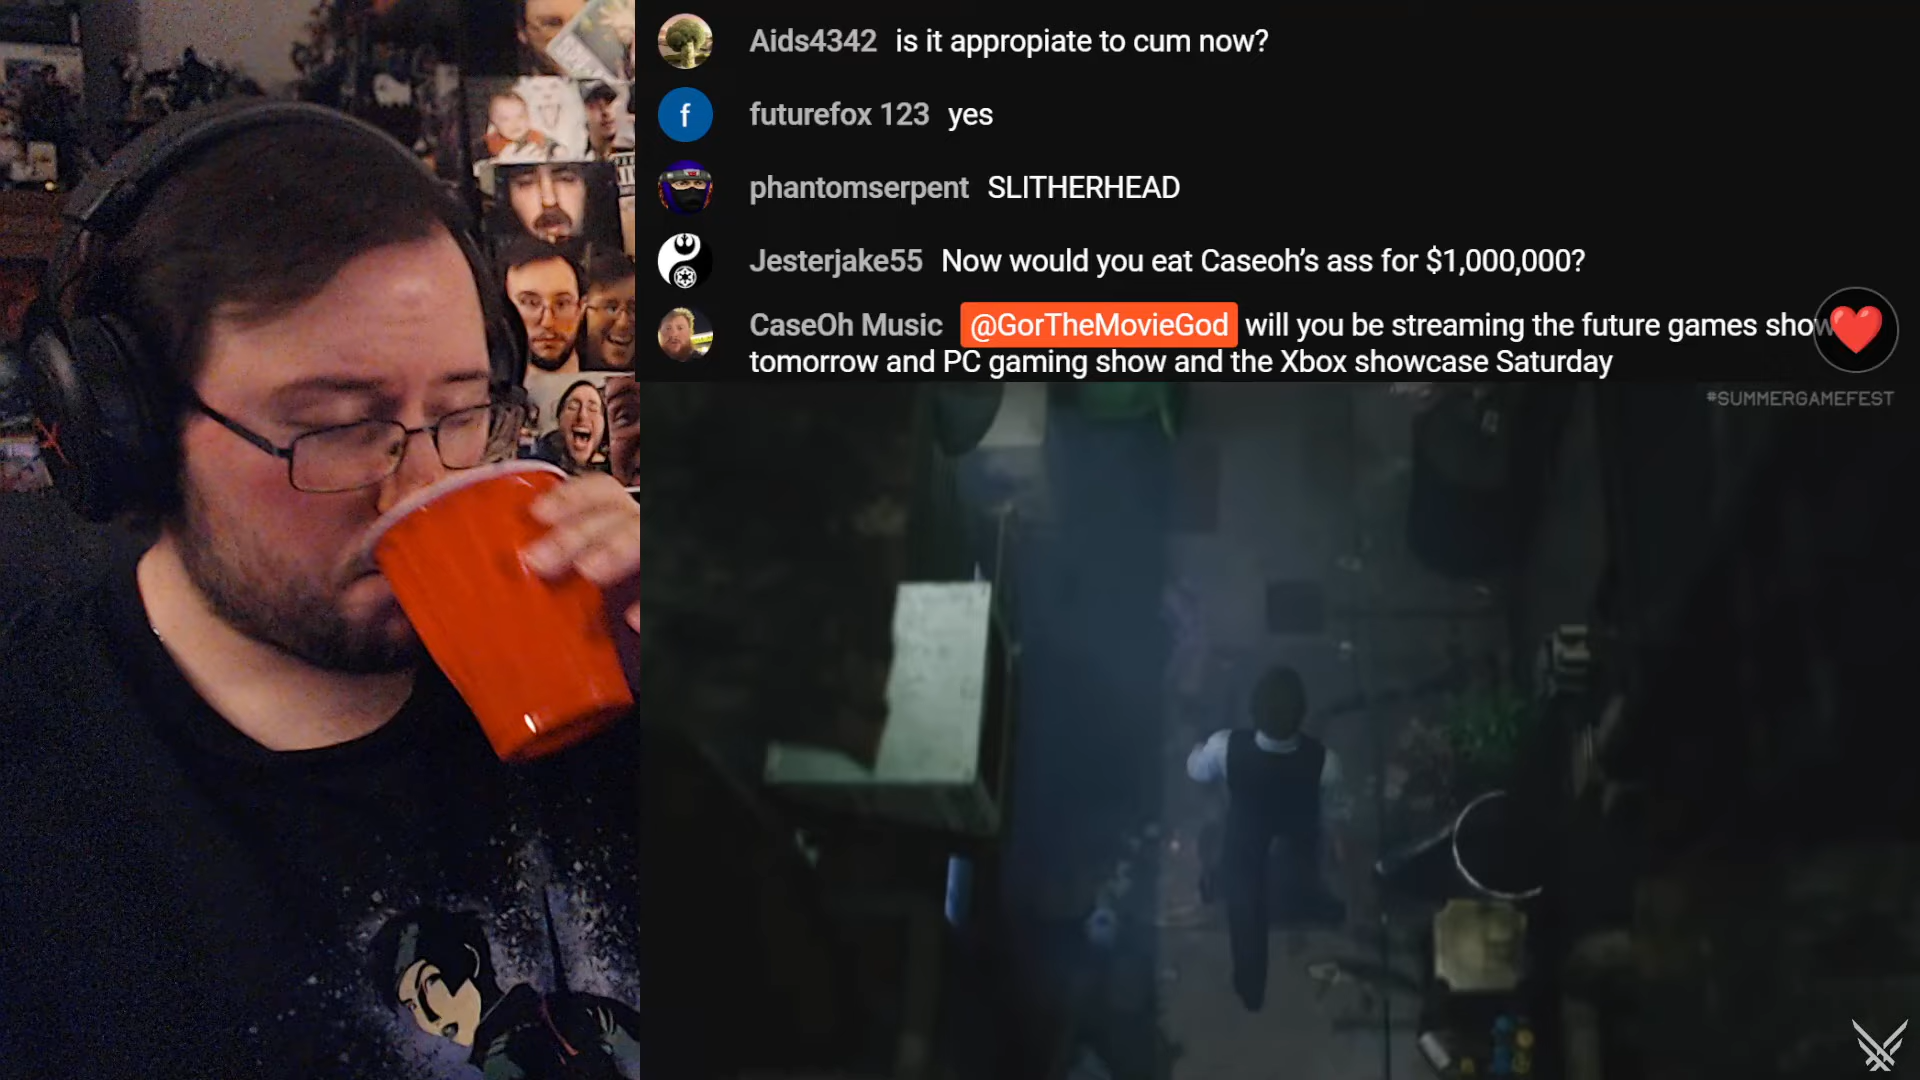 Aids4342 is it appropiate to cum now?
f futurefox 123 yes
phantomserpent SLITHERHEAD
Jesterjake55 Now would you eat Caseoh's ass for $1,000,000?
CaseOh Music @GorTheMovieGod will you be streaming the future games show
tomorrow and PC gaming show and the Xbox showcase Saturday
#SUMMERGAMEFEST